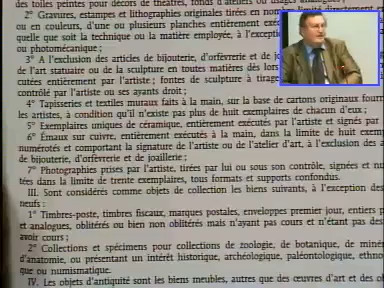 des toiles peintes pour décors de théâtres, fonds d'ateliers ou usages analogues ;
2° Gravures, estampes et lithographies originales tirées en nombre limité directement
ou en couleurs, d'une ou plusieurs planches entièrement exéc
quelle que soit la technique ou la matière employée, à l'excepti
ou photomécanique ;
3° A l'exclusion des articles de bijouterie, d'orfèvrerie et de jo
de l'art statuaire ou de la sculpture en toutes matières dès lors
cutées entièrement par l'artiste ; fontes de sculpture à tirage
contrôlé par l'artiste ou ses ayants droit ;
4° Tapisseries et textiles muraux faits à la main, sur la base de cartons originaux fourn
les artistes, à condition qu'il n'existe pas plus de huit exemplaires de chacun d'eux ;
5° Exemplaires uniques de céramique, entièrement exécutés par l'artiste et signés par
6° Émaux sur cuivre, entièrement exécutés à la main, dans la limite de huit exem
numérotés et comportant la signature de l'artiste ou de l'atelier d'art, à l'exclusion des a
de bijouterie, d'orfèvrerie et de joaillerie ;
7° Photographies prises par l'artiste, tirées par lui ou sous son contrôle, signées et nu
tées dans la limite de trente exemplaires, tous formats et supports confondus.
III. Sont considérés comme objets de collection les biens suivants, à l'exception des
neufs :
1° Timbres-poste, timbres fiscaux, marques postales, enveloppes premier jour, entiers p
et analogues, oblitérés ou bien non oblitérés mais n'ayant pas cours et n'étant pas des
avoir cours ;
2° Collections et spécimens pour collections de zoologie, de botanique, de miné
d'anatomie, ou présentant un intérêt historique, archéologique, paléontologique, ethno
que ou numismatique.
IV. Les objets d'antiquité sont les biens meubles, autres que des œuvres d'art et des o